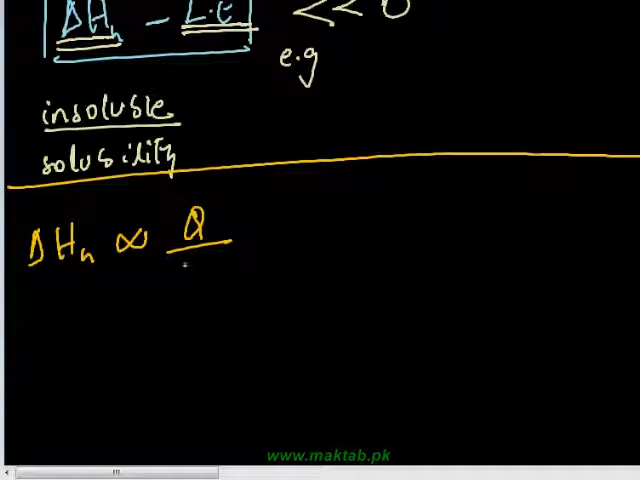 ΔHₕ - L.E << 0
e.g
insoluble
solubility
ΔHₕ ∝ Q
www.maktab.pk